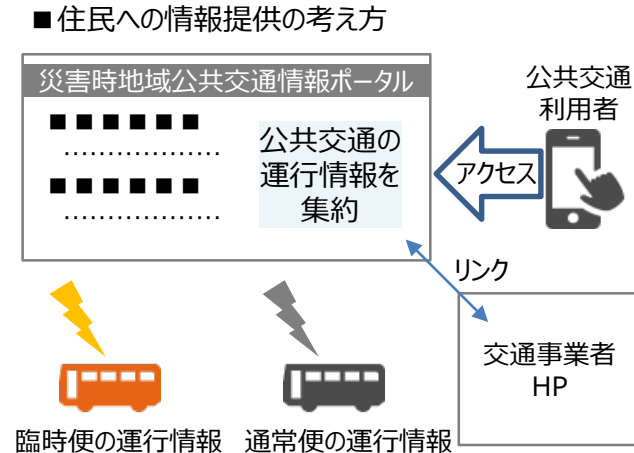 ■住民への情報提供の考え方
災害時地域公共交通情報ポータル
■■■■■■
………………
■■■■■■
………………
公共交通の
運行情報を
集約
公共交通
利用者
アクセス
リンク
交通事業者
HP
臨時便の運行情報
通常便の運行情報